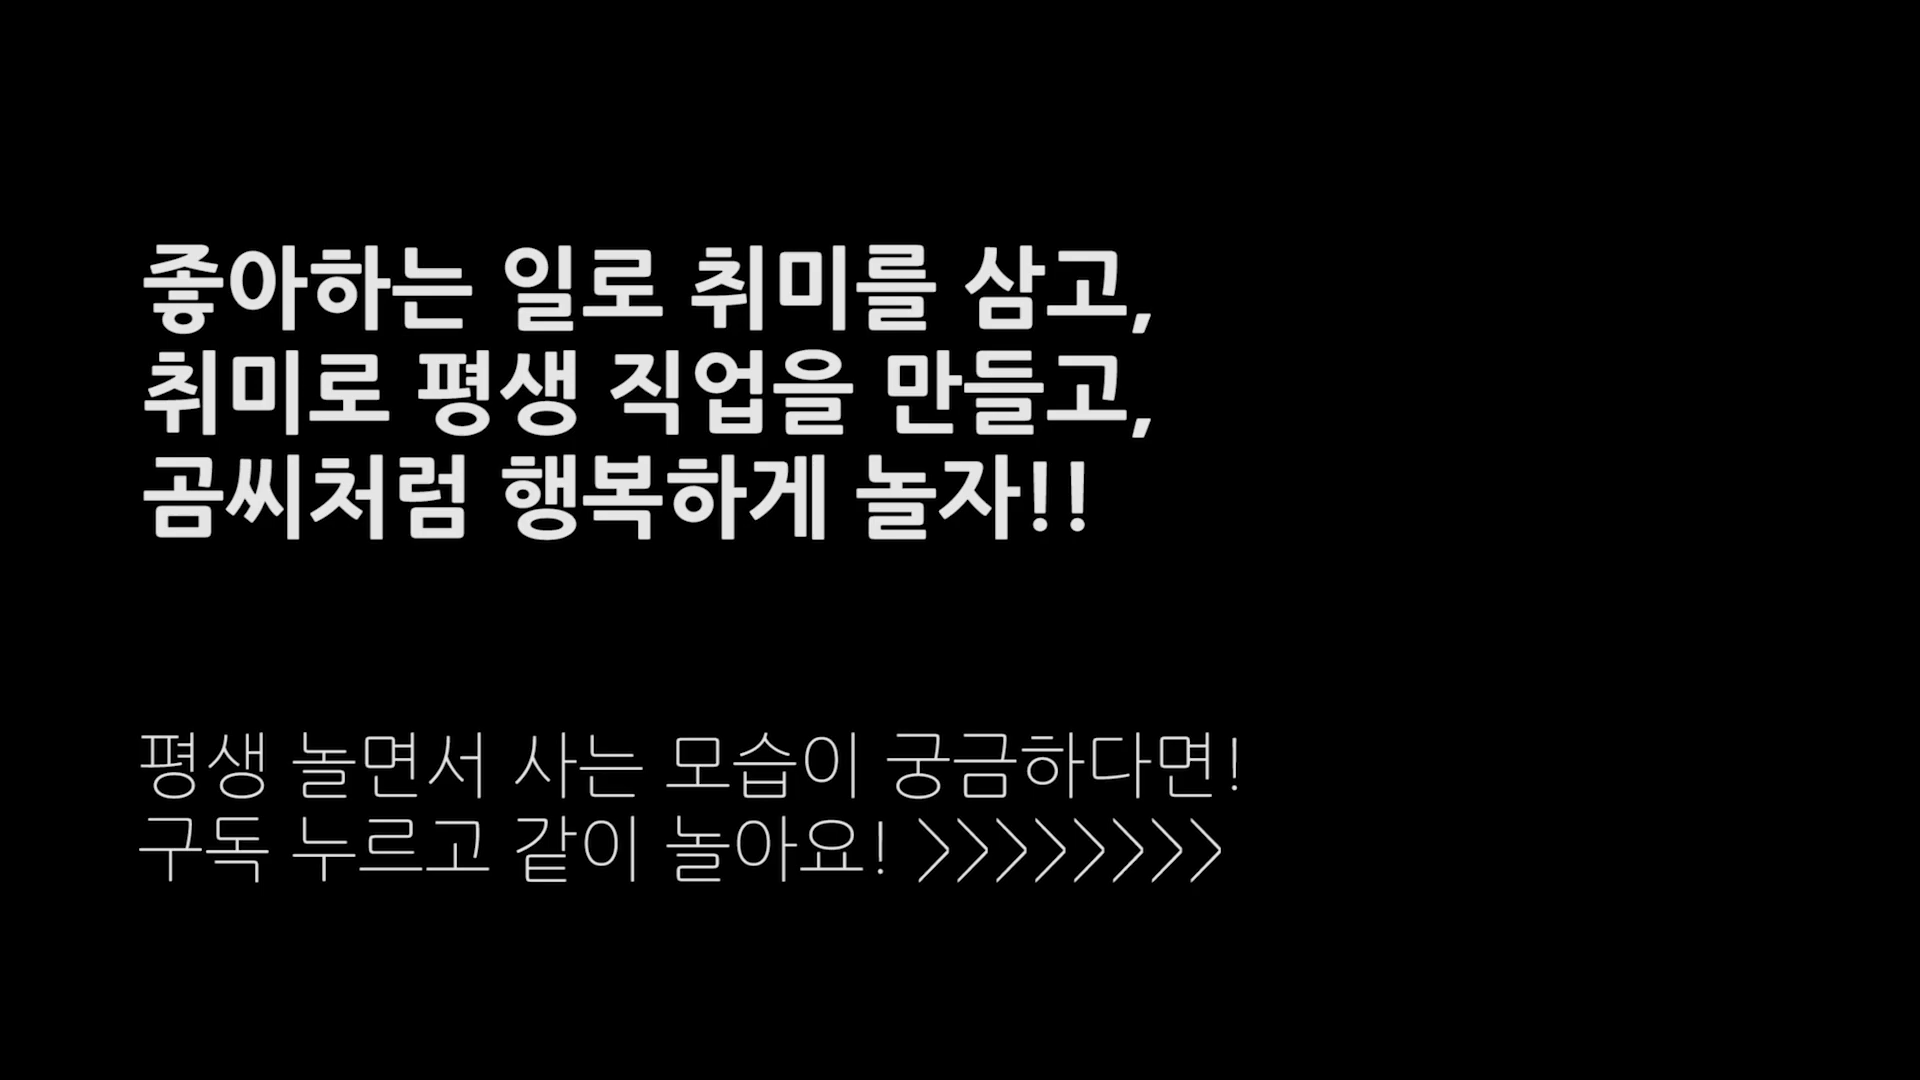 좋아하는 일로 취미를 삼고,
취미로 평생 직업을 만들고,
곰씨처럼 행복하게 놀자!!
평생 놀면서 사는 모습이 궁금하다면!
구독 누르고 같이 놀아요! >>>>>>>>